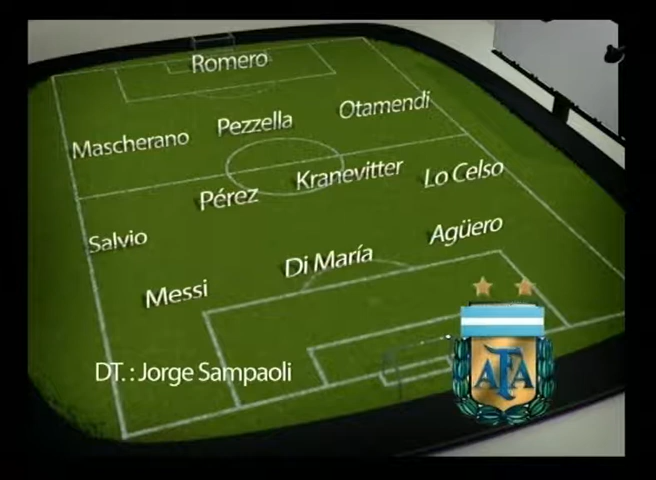 Romero
Mascherano Pezzella Otamendi
Pérez Kranevitter Lo Celso
Salvio
Messi Di María Agüero
DT.: Jorge Sampaoli
AFA